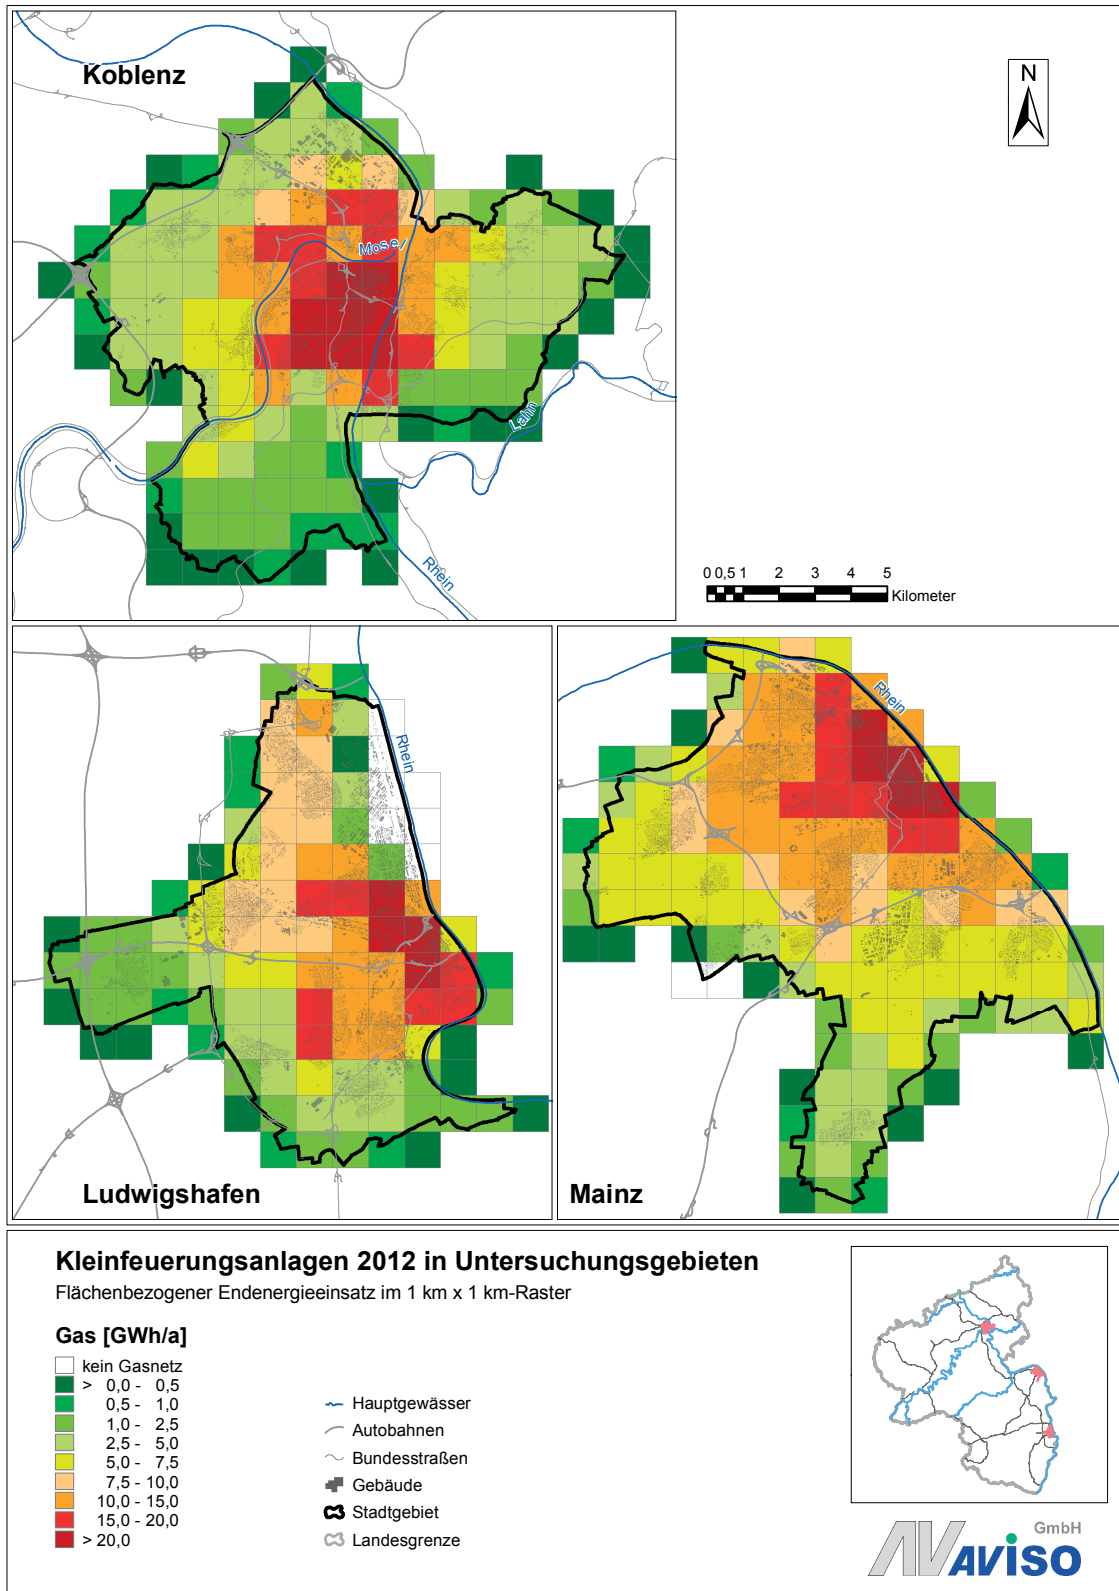 Koblenz
N
Mosel
Lahn
Rhein
0 0,5 1 2 3 4 5
Kilometer
Rhein
Ludwigshafen
Rhein
Mainz
Kleinfeuerungsanlagen 2012 in Untersuchungsgebieten
Flächenbezogener Endenergieeinsatz im 1 km x 1 km-Raster
Gas [GWh/a]
kein Gasnetz
> 0,0 - 0,5
0,5 - 1,0
1,0 - 2,5
2,5 - 5,0
5,0 - 7,5
7,5 - 10,0
10,0 - 15,0
15,0 - 20,0
> 20,0
Hauptgewässer
Autobahnen
Bundesstraßen
Gebäude
Stadtgebiet
Landesgrenze
GmbH
AVISO